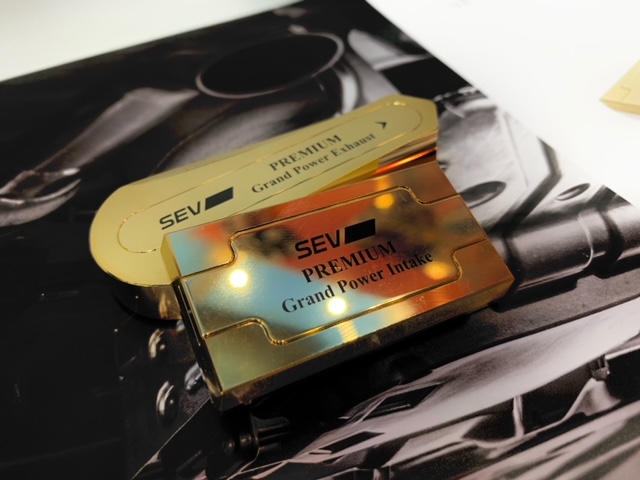 SEV
PREMIUM
Grand Power Exhaust
SEV
PREMIUM
Grand Power Intake